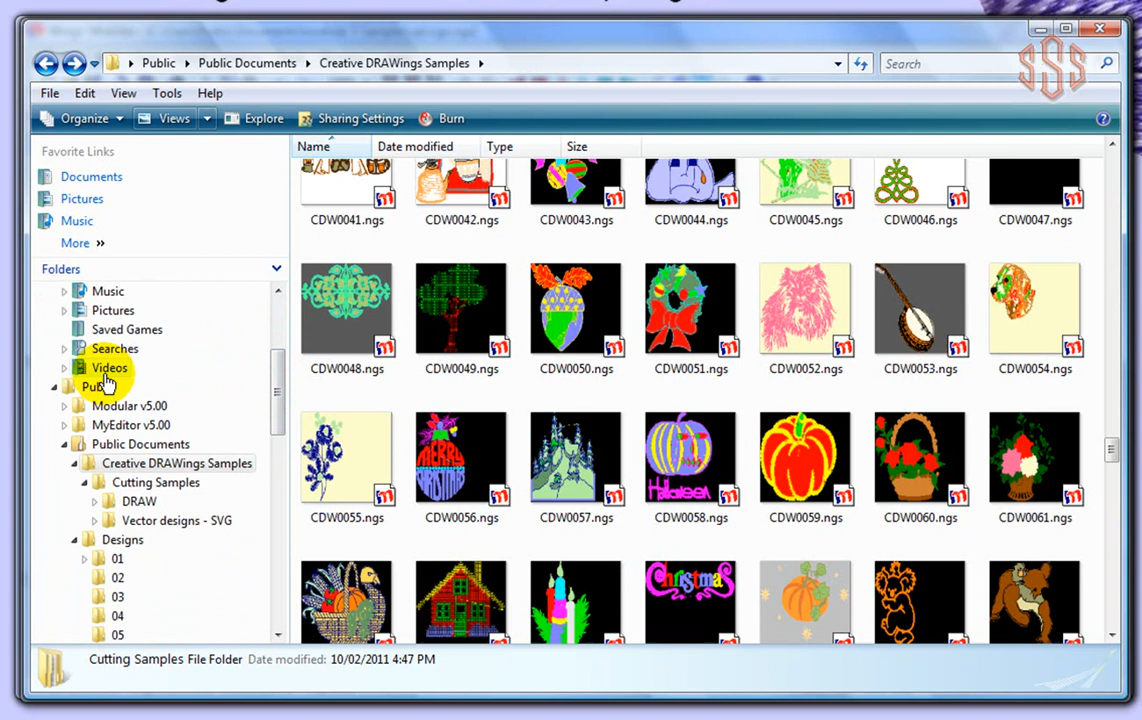 Public Public Documents Creative DRAWings Samples Search
File Edit View Tools Help
Organize Views Explore Sharing Settings Burn
Favorite Links
Documents
Pictures
Music
More
Folders
Music
Pictures
Saved Games
Searches
Videos
Modular v5.00
MyEditor v5.00
Public Documents
Creative DRAWings Samples
Cutting Samples
DRAW
Vector designs - SVG
Designs
01
02
03
04
05
Name Date modified Type Size
CDW0041.ngs CDW0042.ngs CDW0043.ngs CDW0044.ngs CDW0045.ngs CDW0046.ngs CDW0047.ngs
CDW0048.ngs CDW0049.ngs CDW0050.ngs CDW0051.ngs CDW0052.ngs CDW0053.ngs CDW0054.ngs
MERRY
CHRISTMAS
Halloween
CDW0055.ngs CDW0056.ngs CDW0057.ngs CDW0058.ngs CDW0059.ngs CDW0060.ngs CDW0061.ngs
Christmas
Cutting Samples File Folder Date modified: 10/02/2011 4:47 PM
SSS